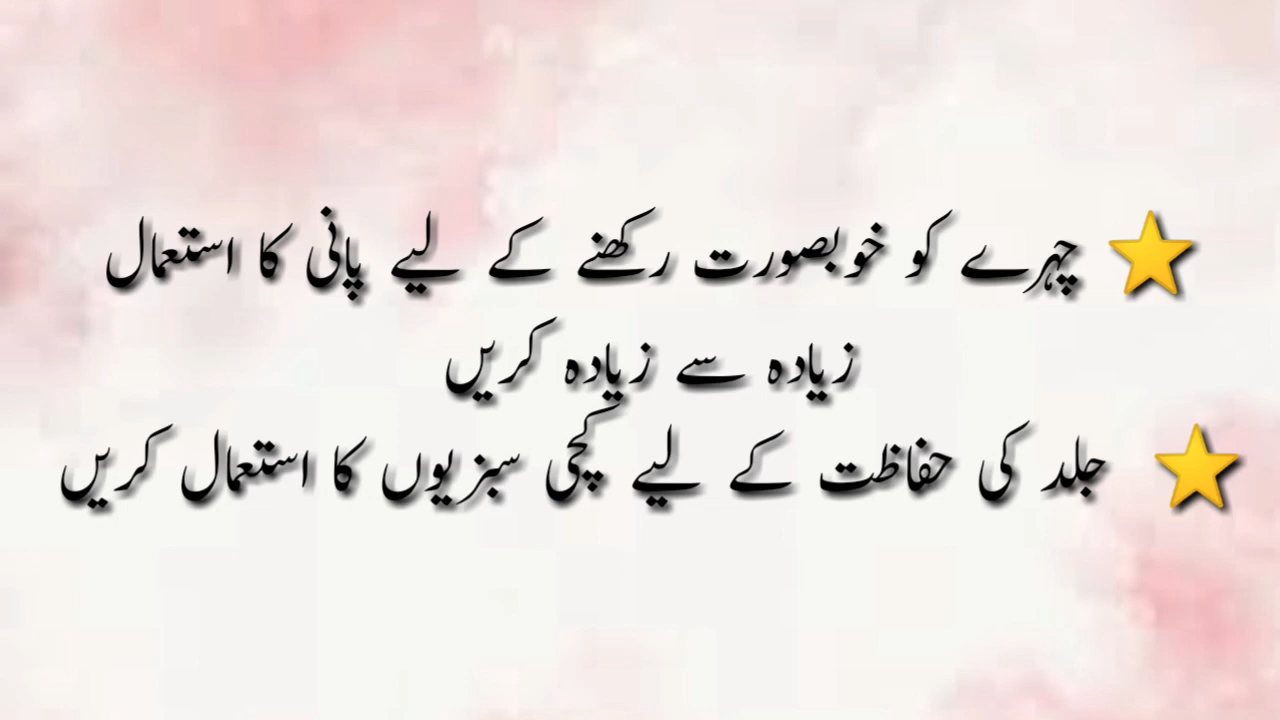 ⭐ چہرے کو خوبصورت رکھنے کے لیے پانی کا استعمال
زیادہ سے زیادہ کریں
⭐ جلد کی حفاظت کے لیے کچی سبزیوں کا استعمال کریں